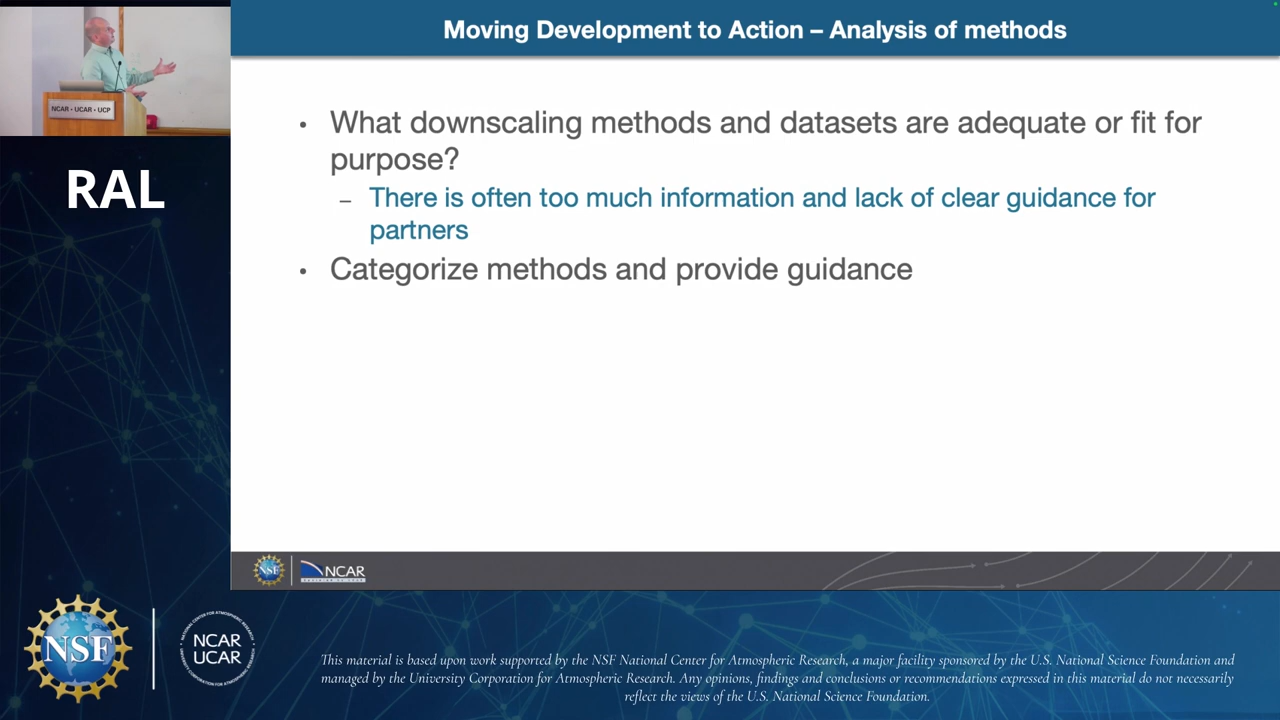 Moving Development to Action – Analysis of methods
NCAR • UCAR • UCP
RAL
• What downscaling methods and datasets are adequate or fit for
purpose?
– There is often too much information and lack of clear guidance for
partners
• Categorize methods and provide guidance
NSF
NCAR
NSF
NCAR
UCAR
This material is based upon work supported by the NSF National Center for Atmospheric Research, a major facility sponsored by the U.S. National Science Foundation and
managed by the University Corporation for Atmospheric Research. Any opinions, findings and conclusions or recommendations expressed in this material do not necessarily
reflect the views of the U.S. National Science Foundation.